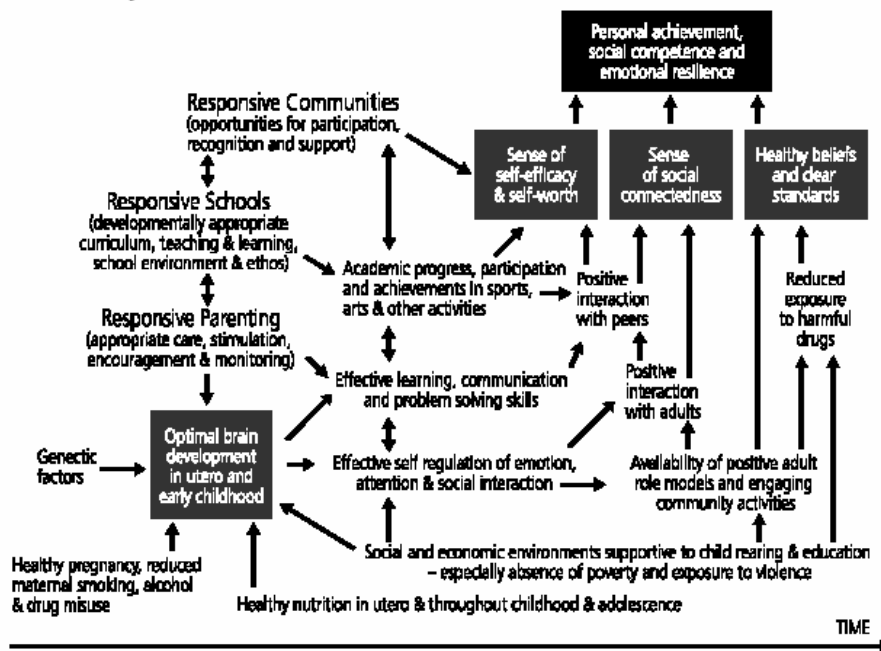 Personal achievement,
social competence and
emotional resilience
Responsive Communities
(opportunities for participation,
recognition and support)
Sense of
self-efficacy
& self-worth
Sense
of social
connectedness
Healthy beliefs
and clear
standards
Responsive Schools
(developmentally appropriate
curriculum, teaching & learning,
school environment & ethos)
Academic progress, participation
and achievements in sports,
arts & other activities
Positive
interaction
with peers
Reduced
exposure
to harmful
drugs
Responsive Parenting
(appropriate care, stimulation,
encouragement & monitoring)
Effective learning, communication
and problem solving skills
Positive
interaction
with adults
Genectic
factors
Optimal brain
development
in utero and
early childhood
Effective self regulation of emotion,
attention & social interaction
Availability of positive adult
role models and engaging
community activities
Social and economic environments supportive to child rearing & education
– especially absence of poverty and exposure to violence
Healthy pregnancy, reduced
maternal smoking, alcohol
& drug misuse
Healthy nutrition in utero & throughout childhood & adolescence
TIME